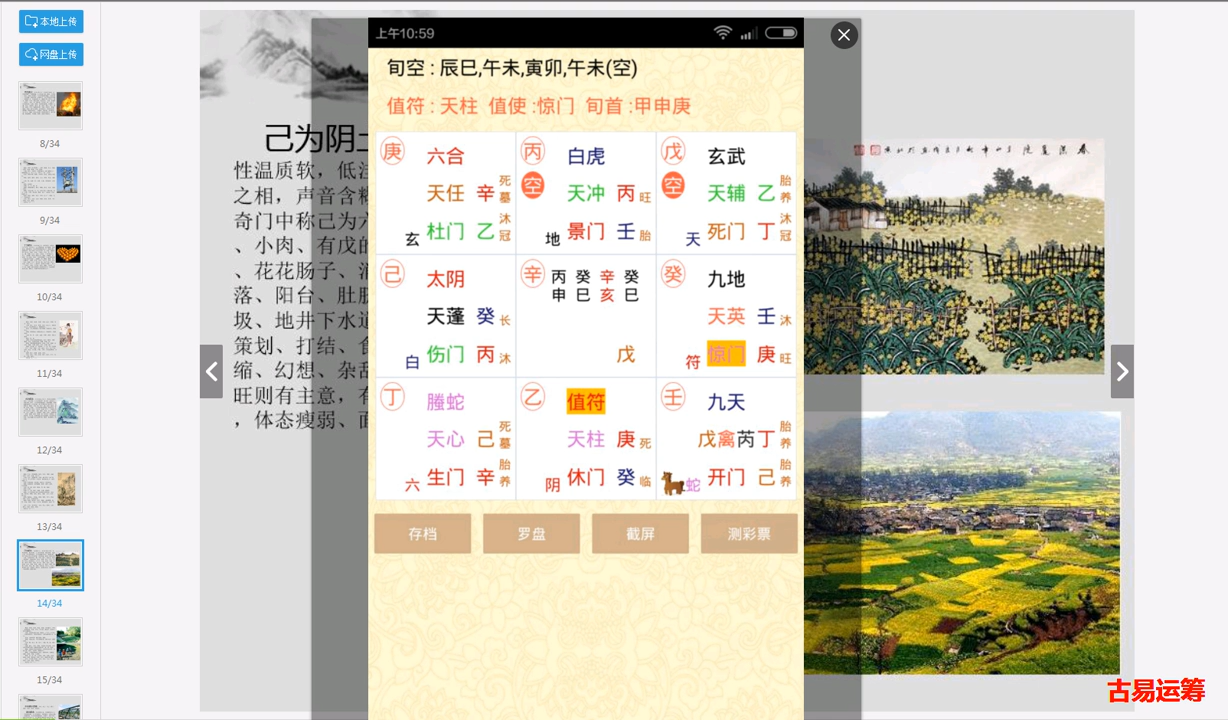 本地上传
网盘上传
8/34
9/34
10/34
11/34
12/34
13/34
14/34
15/34
己为阴土
性温质软，低洼
之相，声音含糊
奇门中称己为六
、小肉、有戊的
、花花肠子、消
落、阳台、肚脐
圾、地井下水道
策划、打结、食
缩、幻想、杂乱
旺则有主意，有
，体态瘦弱、面
上午10:59
旬空 : 辰巳,午未,寅卯,午未(空)
值符 : 天柱 值使 :惊门 旬首 :甲申庚
庚 六合
天任 辛 死墓
玄 杜门 乙 沐冠
丙 白虎
空 天冲 丙 旺
地 景门 壬 胎
戊 玄武
空 天辅 乙 胎养
天 死门 丁 沐冠
己 太阴
天蓬 癸 长
白 伤门 丙 沐
辛 丙 癸 辛 癸
申 巳 亥 巳
戊
癸 九地
天英 壬 沐
符 惊门 庚 旺
丁 螣蛇
天心 己 死墓
六 生门 辛 胎养
乙 值符
天柱 庚 死
阴 休门 癸 临
壬 九天
戊禽芮丁 胎养
蛇 开门 己 胎养
存档
罗盘
截屏
测彩票
古易运筹